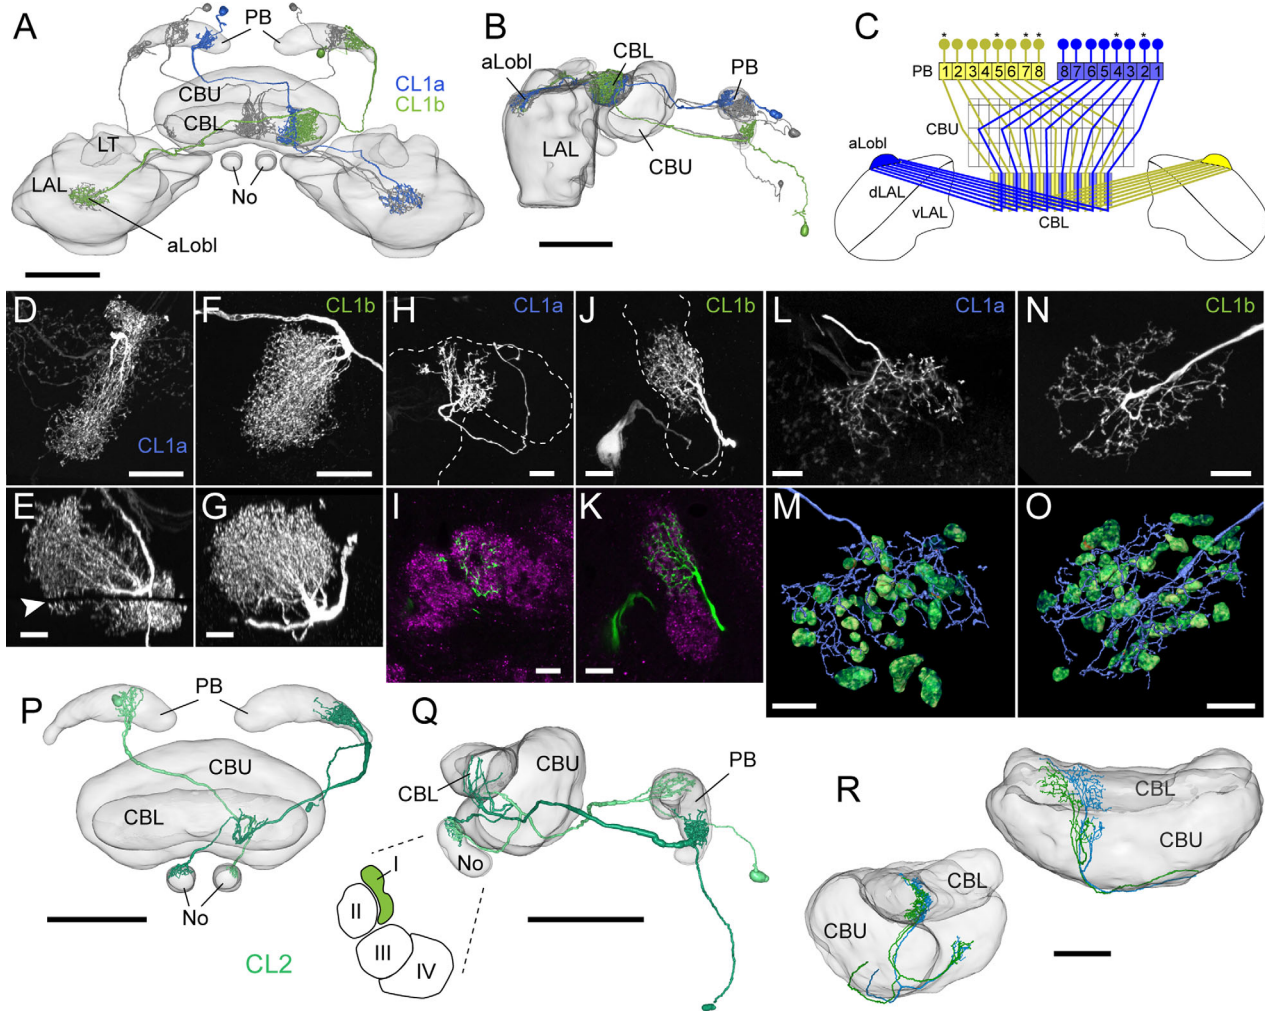 A
PB
CL1a
CL1b
CBU
CBL
LT
LAL
No
aLobl
B
aLobl
CBL
PB
LAL
CBU
C
* * * * * *
PB 1 2 3 4 5 6 7 8 8 7 6 5 4 3 2 1
CBU
aLobl
dLAL
vLAL
CBL
D
CL1a
F
CL1b
H
CL1a
J
CL1b
L
CL1a
N
CL1b
E
G
I
K
M
O
P
PB
CBU
CBL
No
CL2
Q
CBL
CBU
PB
No
I
II
III
IV
R
CBL
CBU
CBL
CBU